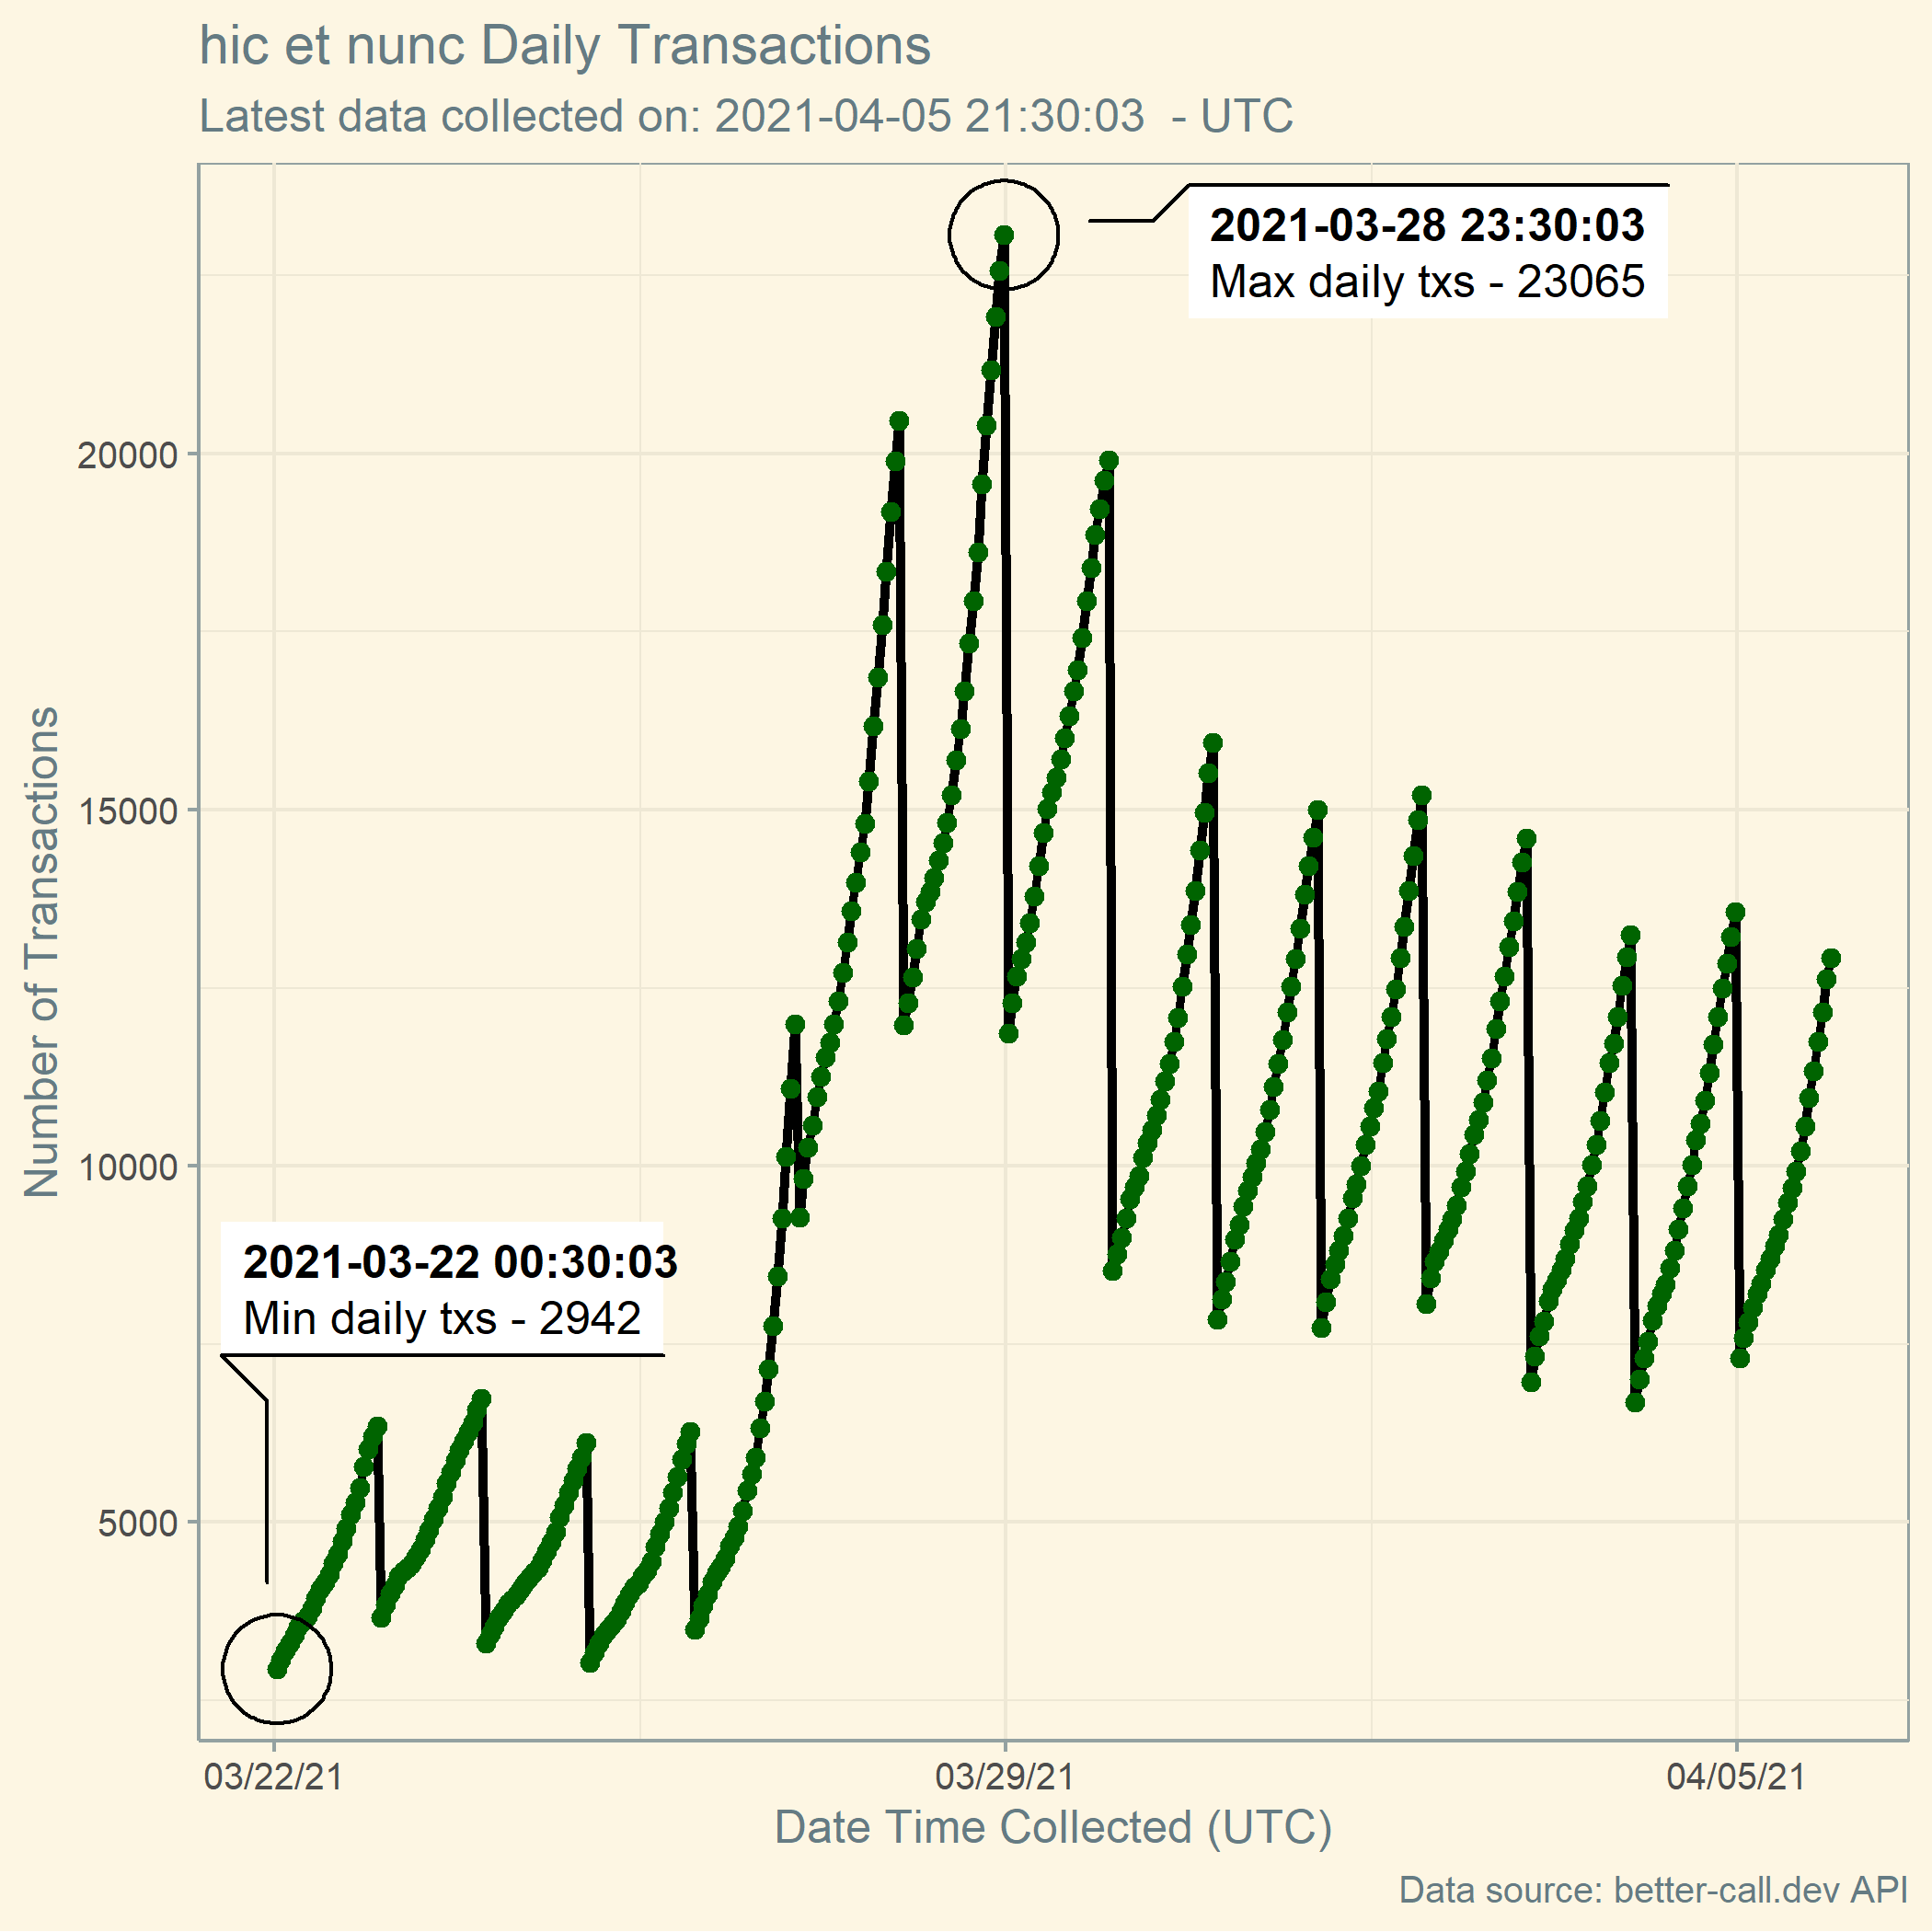 hic et nunc Daily Transactions
Latest data collected on: 2021-04-05 21:30:03  - UTC
2021-03-28 23:30:03
Max daily txs - 23065
20000
15000
10000
5000
Number of Transactions
2021-03-22 00:30:03
Min daily txs - 2942
03/22/21
03/29/21
04/05/21
Date Time Collected (UTC)
Data source: better-call.dev API